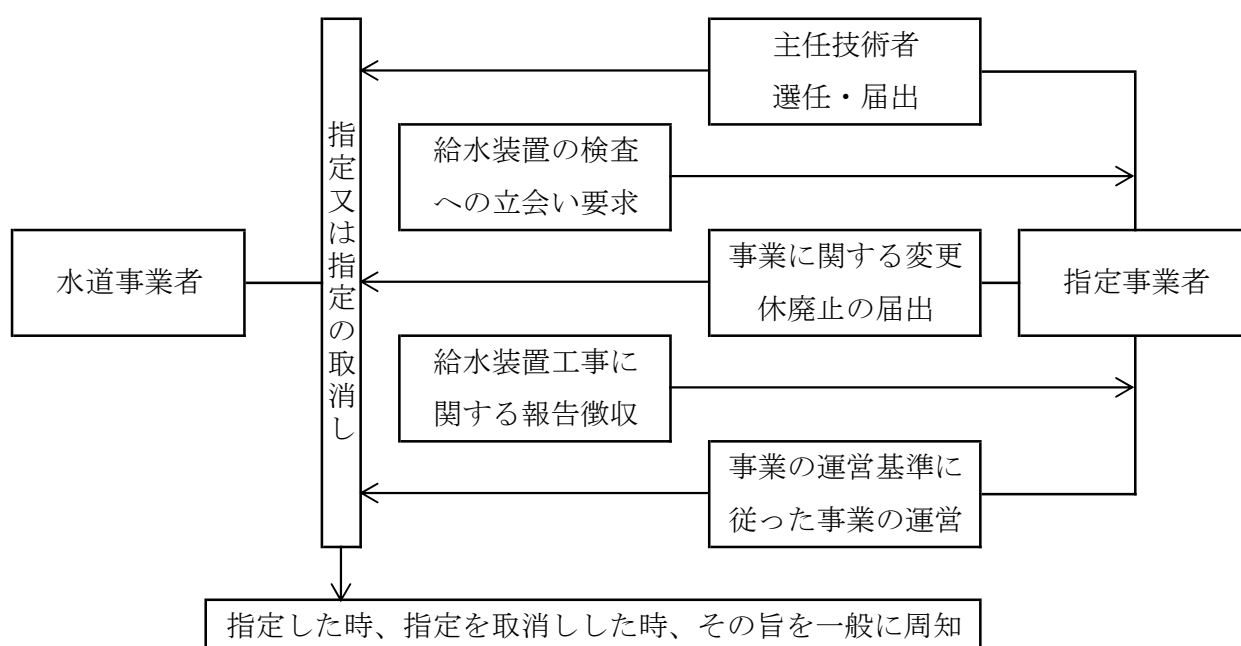 主任技術者
選任・届出
指定又は指定の取消し
給水装置の検査
への立会い要求
水道事業者
事業に関する変更
休廃止の届出
指定事業者
給水装置工事に
関する報告徴収
事業の運営基準に
従った事業の運営
指定した時、指定を取消しした時、その旨を一般に周知